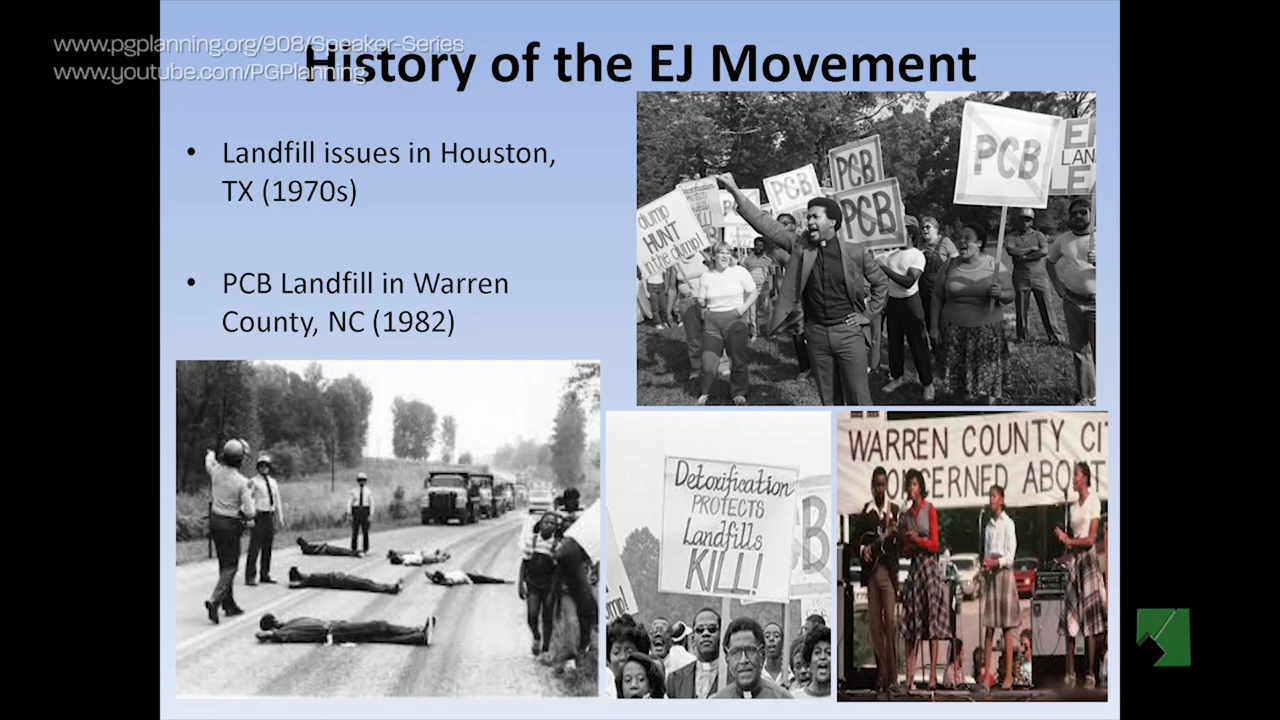 www.pgplanning.org/908/Speaker-Series
www.youtube.com/PGPlanning
History of the EJ Movement
• Landfill issues in Houston,
TX (1970s)
• PCB Landfill in Warren
County, NC (1982)
dump
HUNT
in the dump!
PCB
PCB
PCB
PCB
LAN
Detoxification
PROTECTS
Landfills
KILL!
WARREN COUNTY CI
CONCERNED ABOUT